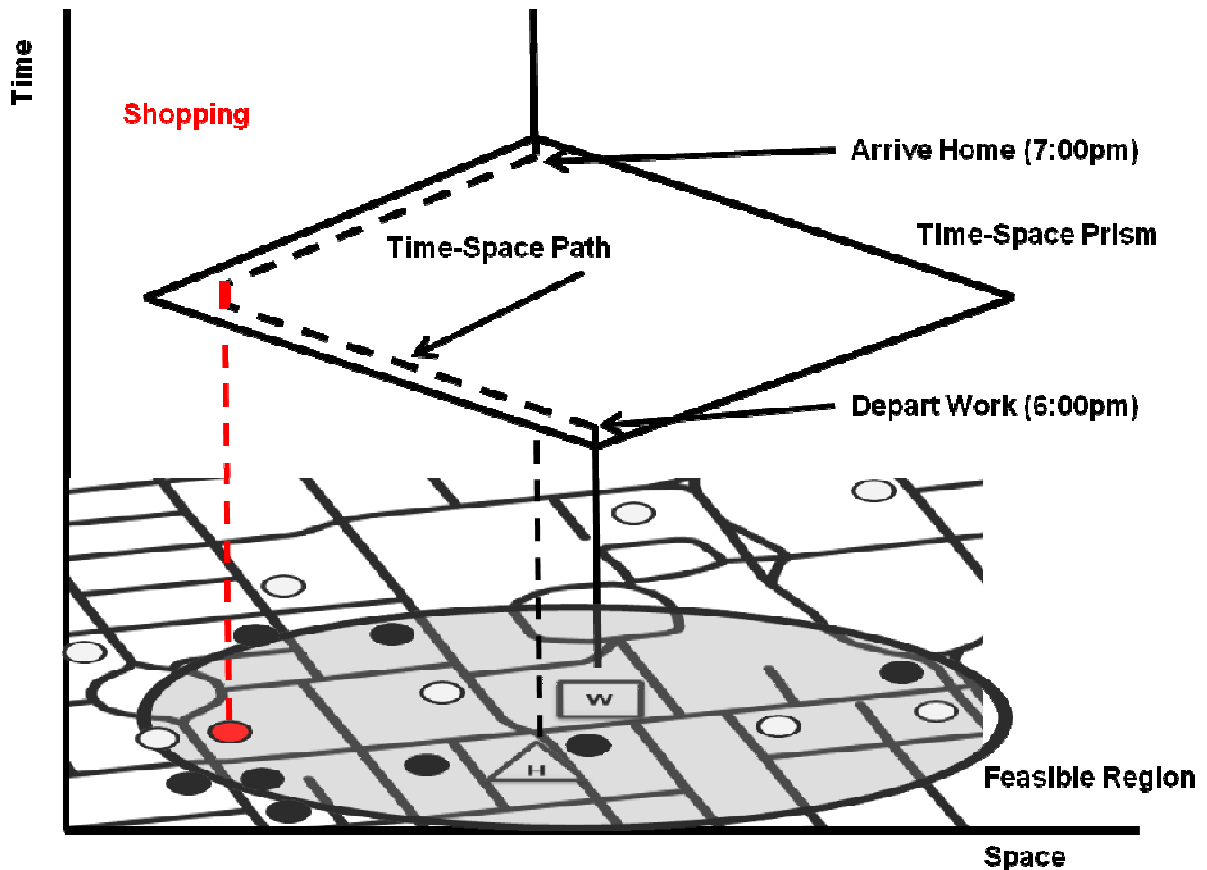 Time
Shopping
Arrive Home (7:00pm)
Time-Space Prism
Time-Space Path
Depart Work (6:00pm)
W
H
Feasible Region
Space